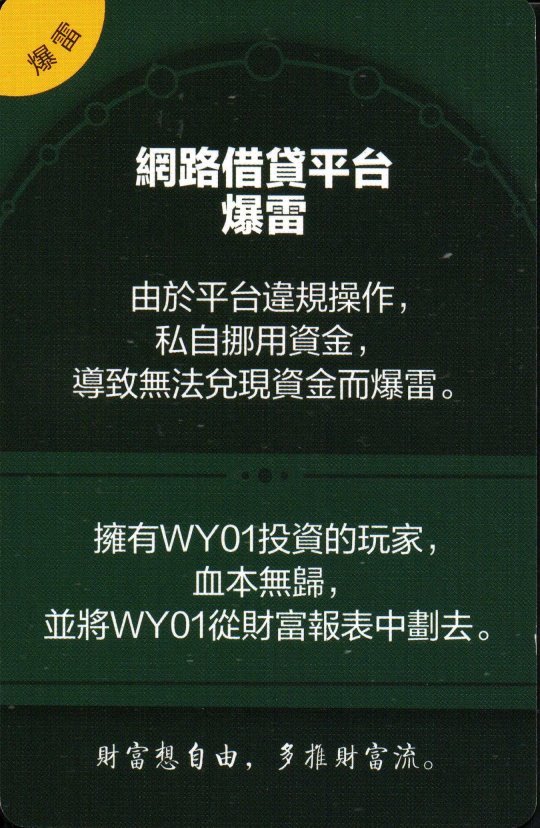 爆雷
網路借貸平台
爆雷
由於平台違規操作，
私自挪用資金，
導致無法兌現資金而爆雷。
擁有WY01投資的玩家，
血本無歸，
並將WY01從財富報表中劃去。
財富想自由，多推財富流。